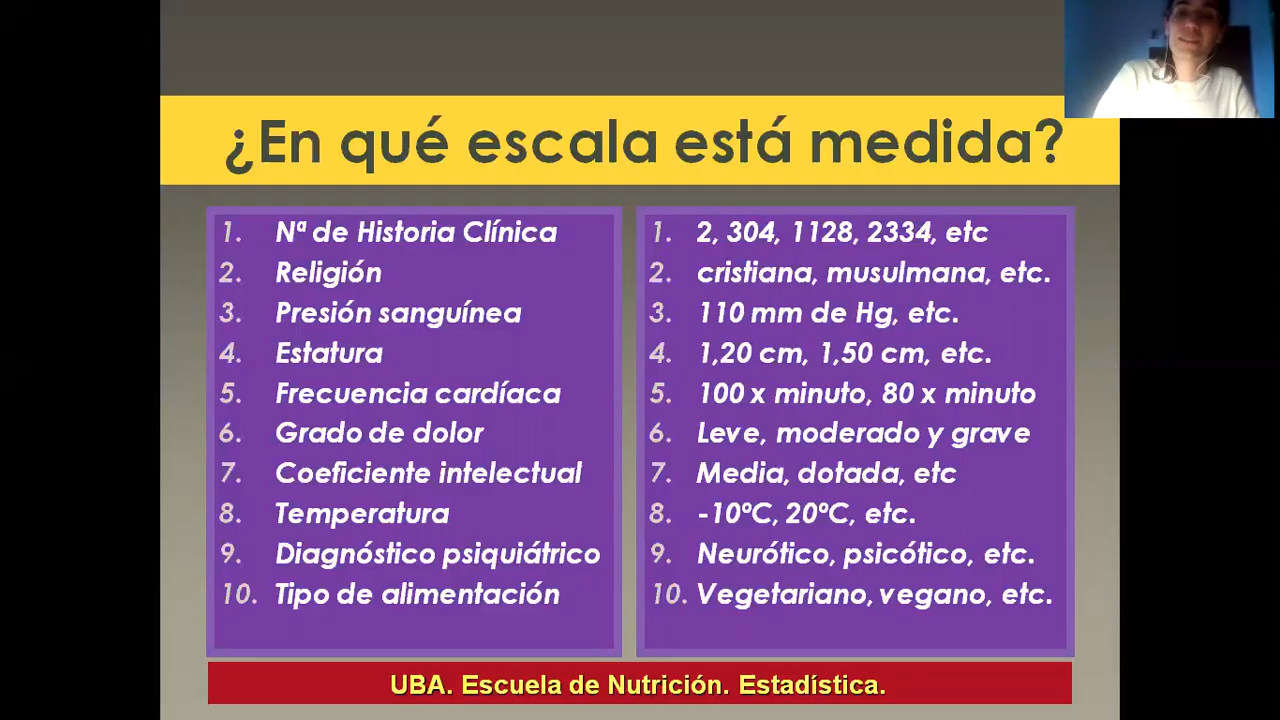 ¿En qué escala está medida?
1. Nª de Historia Clínica
2. Religión
3. Presión sanguínea
4. Estatura
5. Frecuencia cardíaca
6. Grado de dolor
7. Coeficiente intelectual
8. Temperatura
9. Diagnóstico psiquiátrico
10. Tipo de alimentación
1. 2, 304, 1128, 2334, etc
2. cristiana, musulmana, etc.
3. 110 mm de Hg, etc.
4. 1,20 cm, 1,50 cm, etc.
5. 100 x minuto, 80 x minuto
6. Leve, moderado y grave
7. Media, dotada, etc
8. -10ºC, 20ºC, etc.
9. Neurótico, psicótico, etc.
10. Vegetariano, vegano, etc.
UBA. Escuela de Nutrición. Estadística.